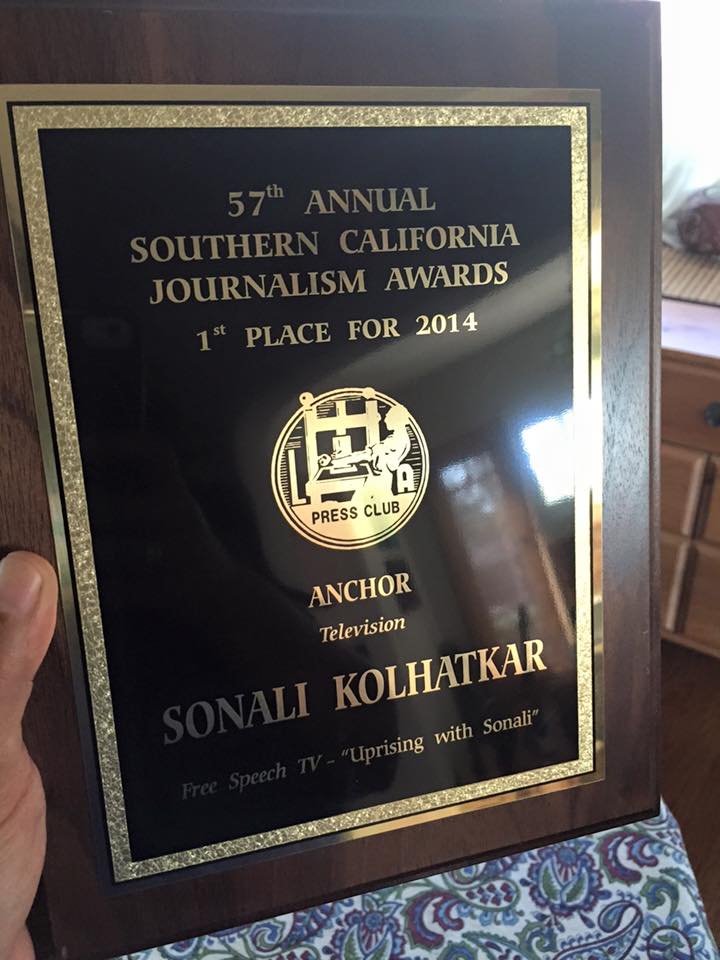 57th ANNUAL
SOUTHERN CALIFORNIA
JOURNALISM AWARDS
1st PLACE FOR 2014
L A
PRESS CLUB
ANCHOR
Television
SONALI KOLHATKAR
Free Speech TV – "Uprising with Sonali"